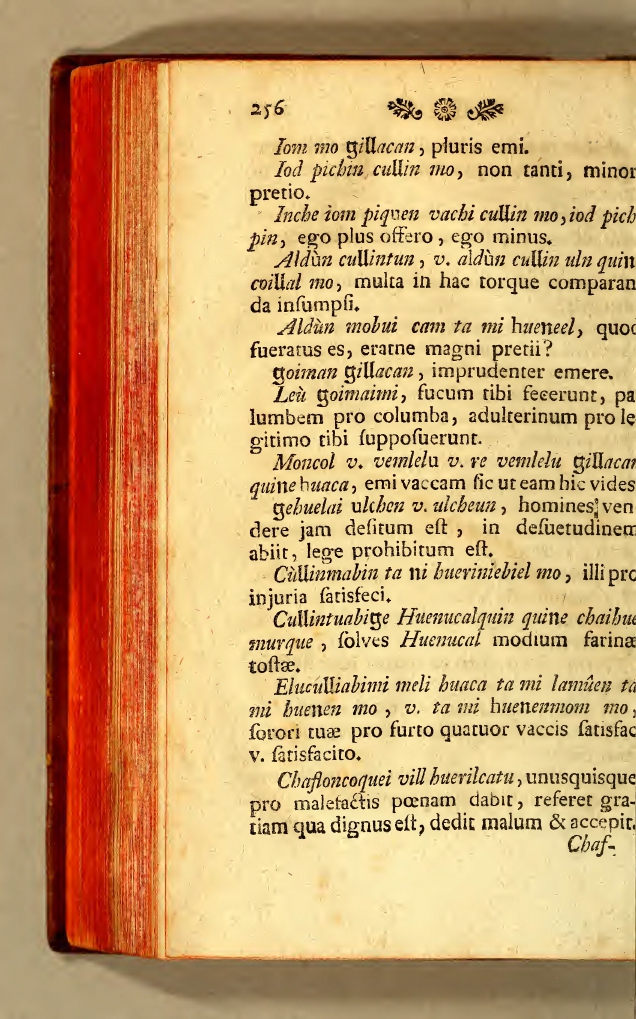 256
Iom mo gillacan, pluris emi.
Iod pichin cullin mo, non tanti, minor
pretio.
Inche iom piquen vachi cullin mo, iod pich
pin, ego plus offero, ego minus.
Aldùn cullintun, v. aldùn cullin uln quiñ
coillal mo, multa in hac torque comparan
da inſumpſi.
Aldùn mobui cam ta mi hueneel, quod
fueratus es, eratne magni pretii?
goiman gillacan, imprudenter emere.
Leù goimaimi, fucum tibi fecerunt, pa
lumbem pro columba, adulterinum pro le
gitimo tibi ſuppoſuerunt.
Moncol v. vemlelu v. re vemlelu gillacan
quine huaca, emi vaccam ſic ut eam hic vides
gehuelai ulchen v. ulcheun, homines ven
dere jam deſitum eſt, in deſuetudinem
abiit, lege prohibitum eſt.
Cùllinmabin ta ni hueriniebiel mo, illi pro
injuria ſatisfeci.
Cullintuabige Huenucalquin quine chaihue
murque, ſolves Huenucal modium farinæ
toſtæ.
Eluculliabimi meli huaca ta mi lamûen ta
mi huenen mo, v. ta mi huenenmom mo,
ſorori tuæ pro furto quatuor vaccis ſatisfac
v. ſatisfacito.
Chaſloncoquei vill huerilcatu, unusquisque
pro malefactis pœnam dabit, referet gra-
tiam qua dignus eſt, dedit malum & accepit.
Chaſ-